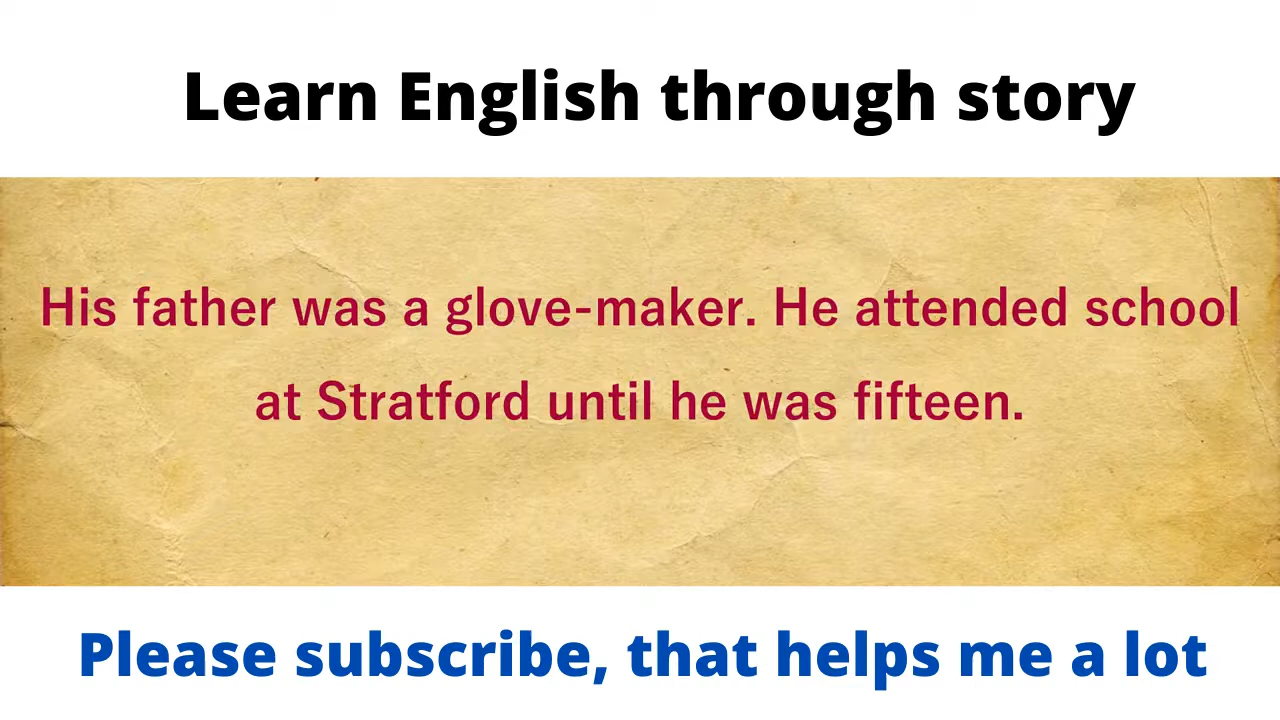 Learn English through story
His father was a glove-maker. He attended school
at Stratford until he was fifteen.
Please subscribe, that helps me a lot